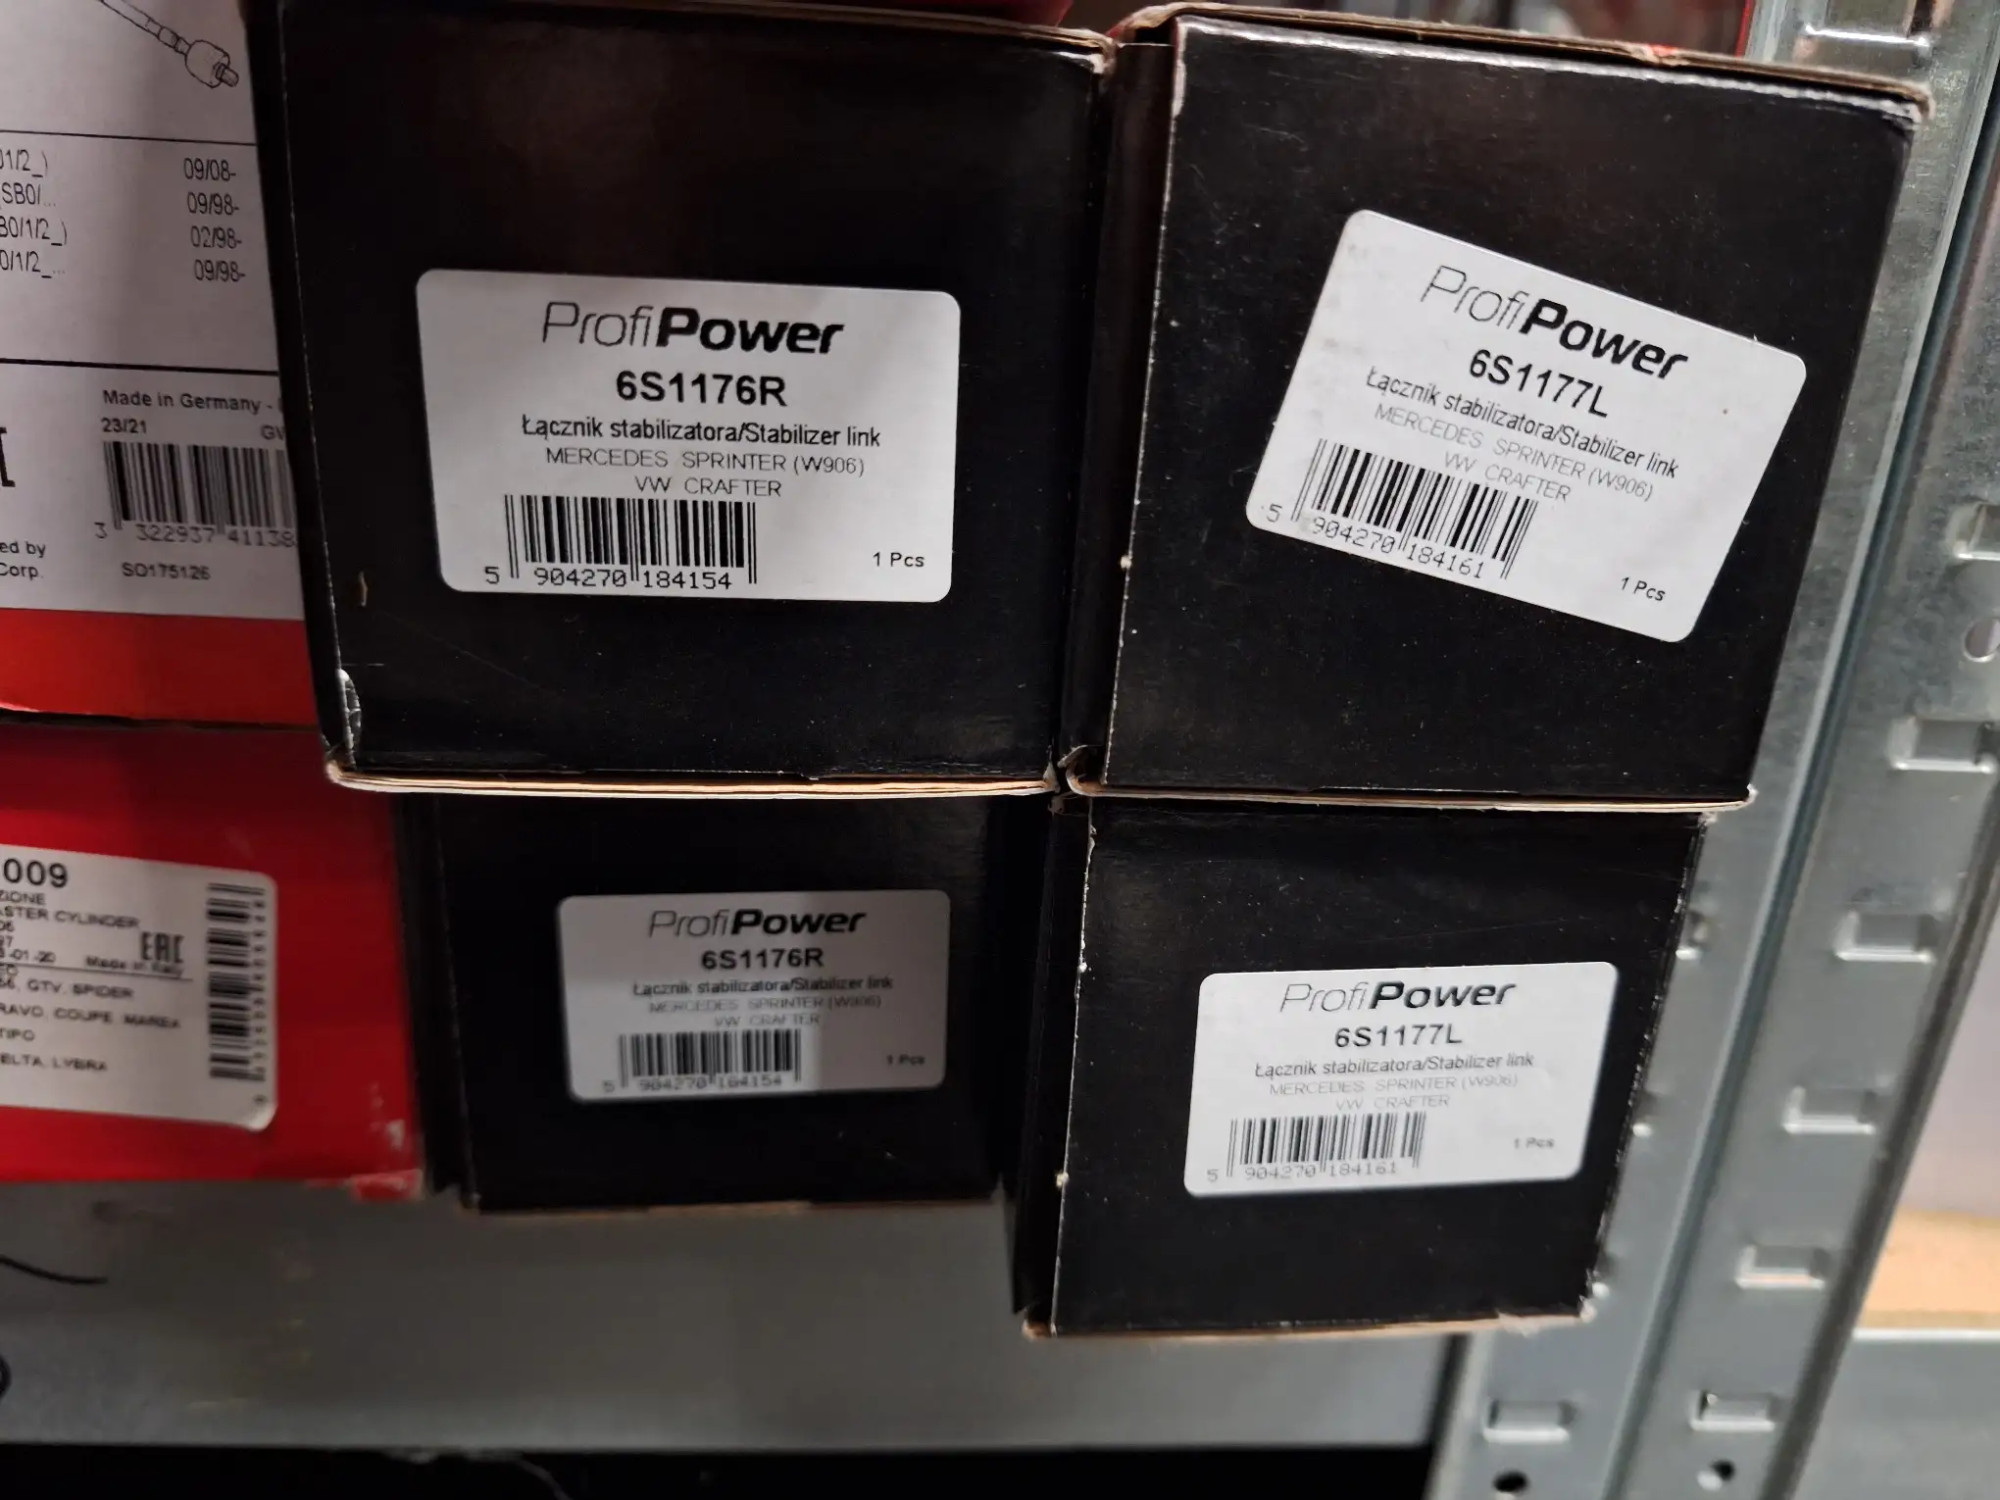 09/08-
09/98-
B0/1/2_) 02/98-
0/1/2_... 09/98-
Made in Germany -
23/21
3 322937 41138
ed by
Corp.
SO175126
ProfiPower
6S1176R
Łącznik stabilizatora/Stabilizer link
MERCEDES SPRINTER (W906)
VW CRAFTER
5 904270 184154
1 Pcs
ProfiPower
6S1177L
Łącznik stabilizatora/Stabilizer link
MERCEDES SPRINTER (W906)
VW CRAFTER
5 904270 184161
1 Pcs
009
ZIONE
ASTER CYLINDER
EAC
-01-20 Made in Italy
GTV, SPIDER
RAVO, COUPE MAREA
TIPO
ELTA, LYBRA
ProfiPower
6S1176R
Łącznik stabilizatora/Stabilizer link
MERCEDES SPRINTER (W906)
VW CRAFTER
5 904270 184154
1 Pcs
ProfiPower
6S1177L
Łącznik stabilizatora/Stabilizer link
MERCEDES SPRINTER (W906)
VW CRAFTER
5 904270 184161
1 Pcs